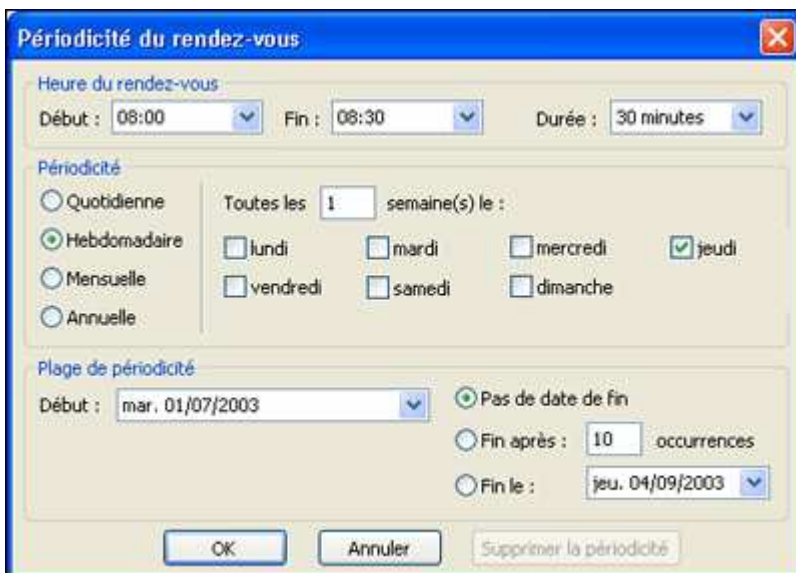 Périodicité du rendez-vous
Heure du rendez-vous
Début : 08:00 Fin : 08:30 Durée : 30 minutes
Périodicité
Quotidienne Toutes les 1 semaine(s) le :
Hebdomadaire lundi mardi mercredi jeudi
Mensuelle vendredi samedi dimanche
Annuelle
Plage de périodicité
Début : mar. 01/07/2003 Pas de date de fin
Fin après : 10 occurrences
Fin le : jeu. 04/09/2003
OK Annuler Supprimer la périodicité